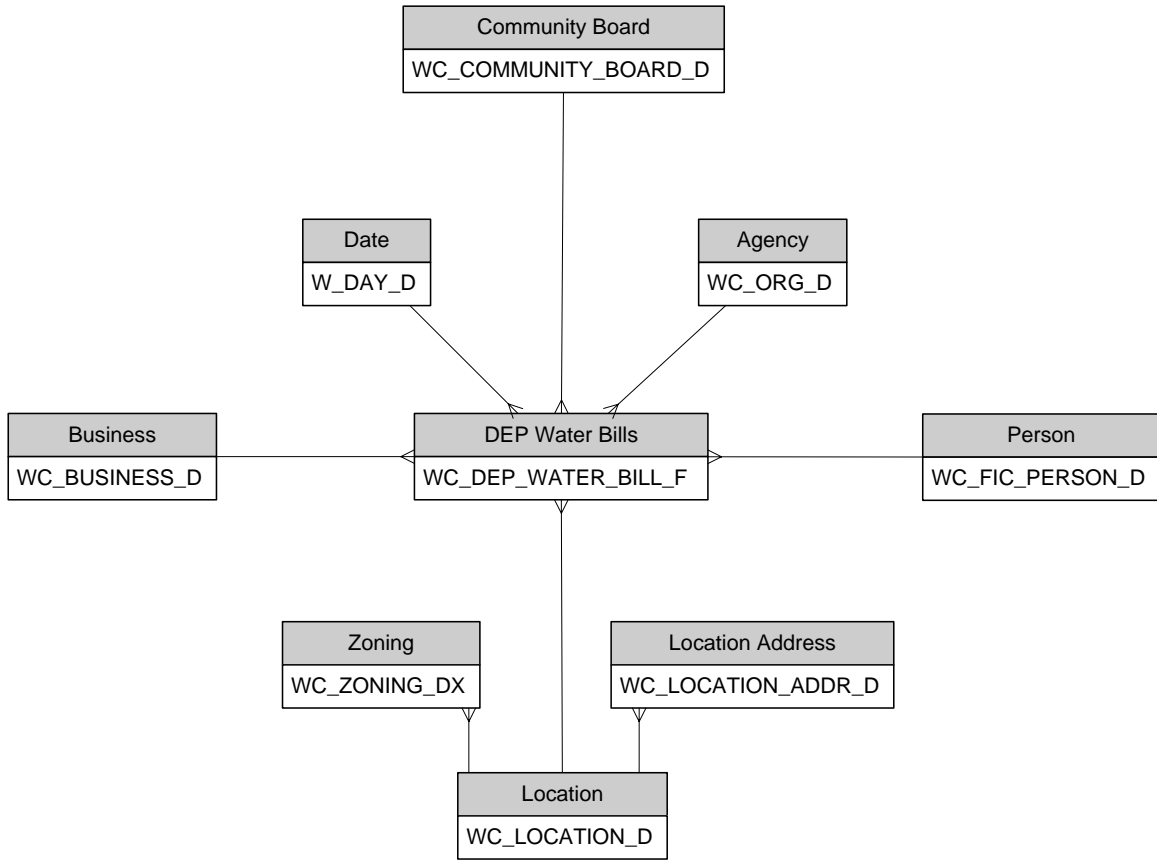 Community Board
WC_COMMUNITY_BOARD_D
Date
W_DAY_D
Agency
WC_ORG_D
Business
WC_BUSINESS_D
DEP Water Bills
WC_DEP_WATER_BILL_F
Person
WC_FIC_PERSON_D
Zoning
WC_ZONING_DX
Location Address
WC_LOCATION_ADDR_D
Location
WC_LOCATION_D